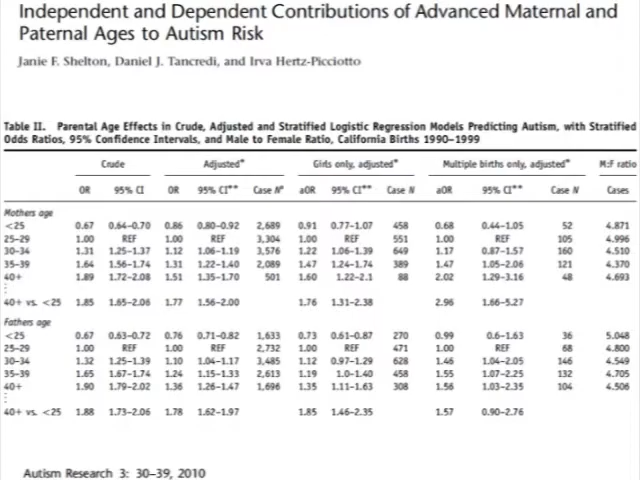 Independent and Dependent Contributions of Advanced Maternal and
Paternal Ages to Autism Risk
Janie F. Shelton, Daniel J. Tancredi, and Irva Hertz-Picciotto
Table II. Parental Age Effects in Crude, Adjusted and Stratified Logistic Regression Models Predicting Autism, with Stratified
Odds Ratios, 95% Confidence Intervals, and Male to Female Ratio, California Births 1990–1999
Crude Adjusted* Girls only, adjusted* Multiple births only, adjusted* M:F ratio
OR 95% CI OR 95% CI** Case N* aOR 95% CI** Case N aOR 95% CI** Case N Cases
Mothers age
<25 0.67 0.64–0.70 0.86 0.80–0.92 2,689 0.91 0.77–1.07 458 0.68 0.44–1.05 52 4.871
25–29 1.00 REF 1.00 REF 3,304 1.00 REF 551 1.00 REF 105 4.996
30–34 1.31 1.25–1.37 1.12 1.06–1.19 3,576 1.22 1.06–1.39 649 1.17 0.87–1.57 160 4.510
35–39 1.64 1.56–1.74 1.31 1.22–1.40 2,089 1.47 1.24–1.74 389 1.47 1.05–2.06 121 4.370
40+ 1.89 1.72–2.08 1.51 1.35–1.70 501 1.60 1.22–2.1 88 2.02 1.29–3.16 48 4.693
⋮
40+ vs. <25 1.85 1.65–2.06 1.77 1.56–2.00 1.76 1.31–2.38 2.96 1.66–5.27
Fathers age
<25 0.67 0.63–0.72 0.76 0.71–0.82 1,633 0.73 0.61–0.87 270 0.99 0.6–1.63 36 5.048
25–29 1.00 REF 1.00 REF 2,732 1.00 REF 471 1.00 REF 68 4.800
30–34 1.32 1.25–1.39 1.10 1.04–1.17 3,485 1.12 0.97–1.29 628 1.46 1.04–2.05 146 4.549
35–39 1.65 1.67–1.74 1.24 1.15–1.33 2,613 1.19 1.0–1.40 458 1.55 1.07–2.25 132 4.705
40+ 1.90 1.79–2.02 1.36 1.26–1.47 1,696 1.35 1.11–1.63 308 1.56 1.03–2.35 104 4.506
⋮
40+ vs. <25 1.88 1.73–2.06 1.78 1.62–1.97 1.85 1.46–2.35 1.57 0.90–2.76
Autism Research 3: 30–39, 2010